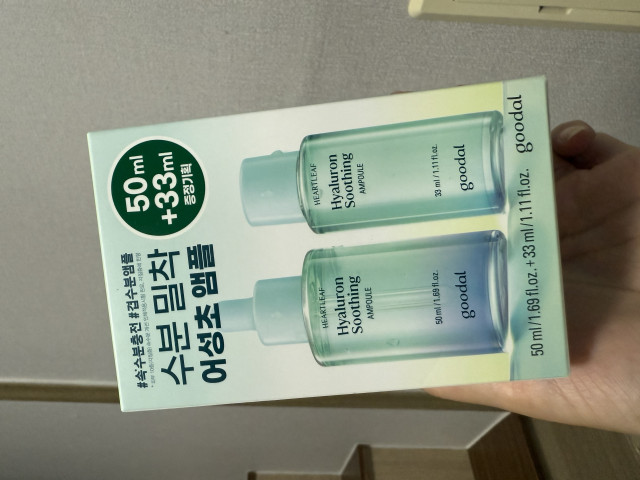 50ml
+33ml
증정기획
#속수분충전 #겉수분앰플
수분 밀착
어성초 앰플
HEARTLEAF
Hyaluron
Soothing
AMPOULE
50 ml / 1.69 fl.oz.
goodal
HEARTLEAF
Hyaluron
Soothing
AMPOULE
33 ml / 1.11 fl.oz.
goodal
50 ml / 1.69 fl.oz. + 33 ml / 1.11 fl.oz.
goodal